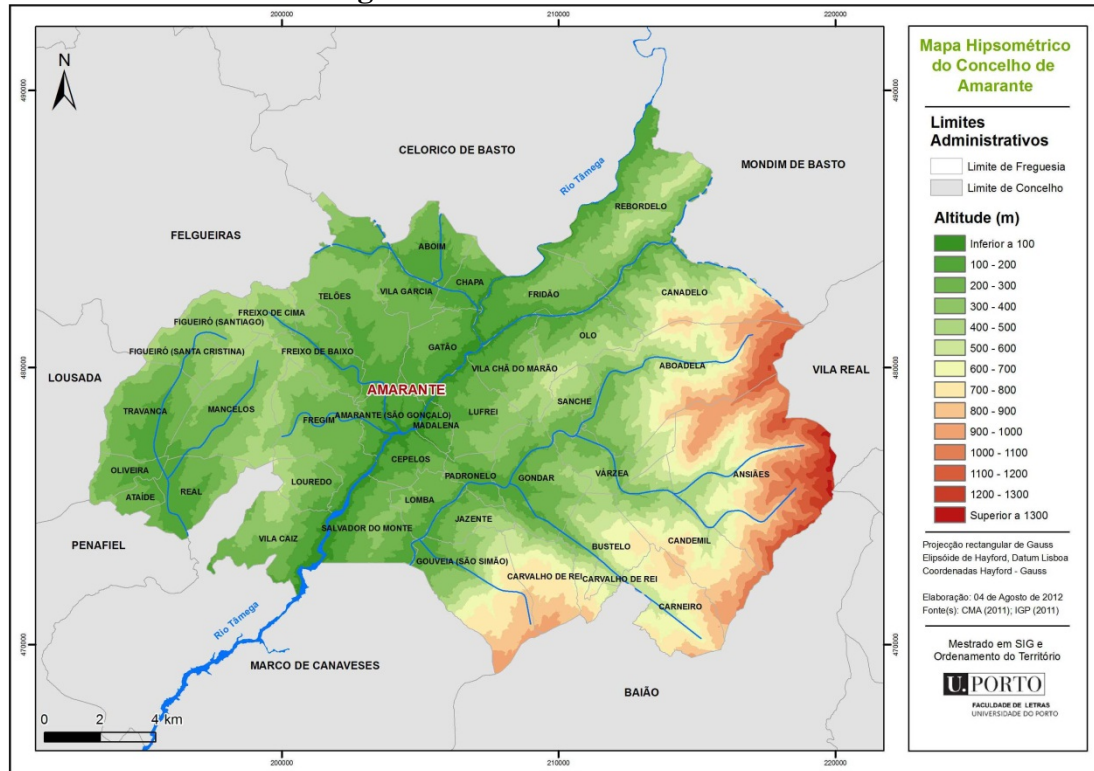 200000
210000
220000
490000
480000
470000
490000
480000
470000
N
CELORICO DE BASTO
MONDIM DE BASTO
Rio Tâmega
REBORDELO
FELGUEIRAS
ABOIM
CHAPA
TELÕES
VILA GARCIA
FRIDÃO
CANADELO
FREIXO DE CIMA
FIGUEIRÓ (SANTIAGO)
OLO
GATÃO
FIGUEIRÓ (SANTA CRISTINA)
FREIXO DE BAIXO
VILA CHÃ DO MARÃO
ABOADELA
VILA REAL
LOUSADA
AMARANTE
SANCHE
TRAVANCA
MANCELOS
FREGIM
AMARANTE (SÃO GONÇALO)
LUFREI
MADALENA
CEPELOS
OLIVEIRA
ATAÍDE
REAL
LOUREDO
PADRONELO
GONDAR
VÁRZEA
ANSIÃES
LOMBA
SALVADOR DO MONTE
JAZENTE
PENAFIEL
VILA CAIZ
BUSTELO
CANDEMIL
GOUVEIA (SÃO SIMÃO)
CARVALHO DE REI
CARVALHO DE REI
CARNEIRO
Rio Tâmega
MARCO DE CANAVESES
BAIÃO
0 2 4 km
200000
210000
220000
Mapa Hipsométrico
do Concelho de
Amarante
Limites
Administrativos
Limite de Freguesia
Limite de Concelho
Altitude (m)
Inferior a 100
100 - 200
200 - 300
300 - 400
400 - 500
500 - 600
600 - 700
700 - 800
800 - 900
900 - 1000
1000 - 1100
1100 - 1200
1200 - 1300
Superior a 1300
Projecção rectangular de Gauss
Elipsóide de Hayford, Datum Lisboa
Coordenadas Hayford - Gauss
Elaboração: 04 de Agosto de 2012
Fonte(s): CMA (2011); IGP (2011)
Mestrado em SIG e
Ordenamento do Território
U. PORTO
FACULDADE DE LETRAS
UNIVERSIDADE DO PORTO